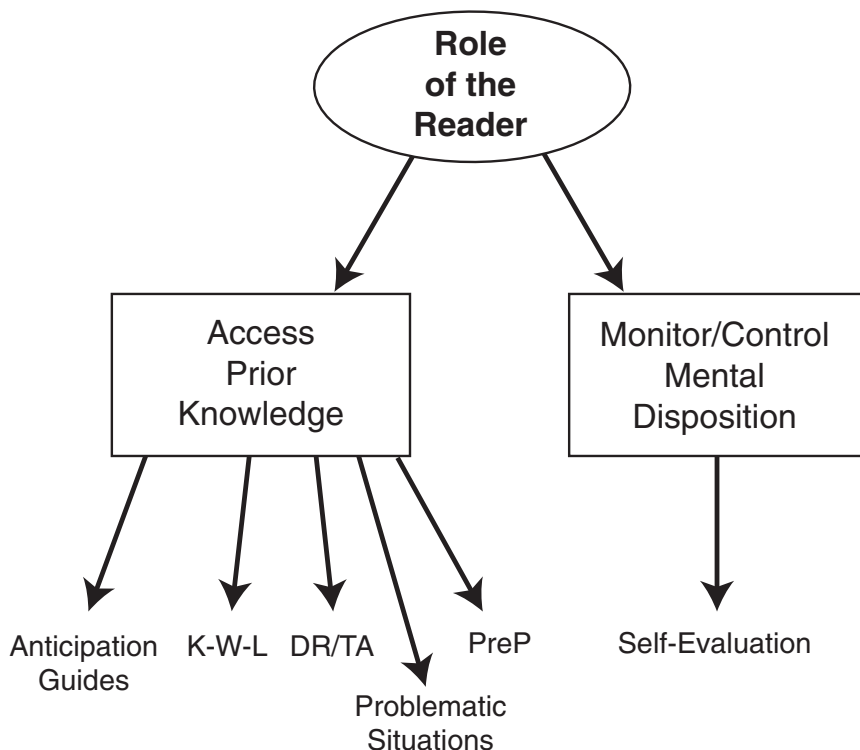 Role
of the
Reader
Access
Prior
Knowledge
Monitor/Control
Mental
Disposition
Anticipation
Guides
K-W-L
DR/TA
Problematic
Situations
PreP
Self-Evaluation